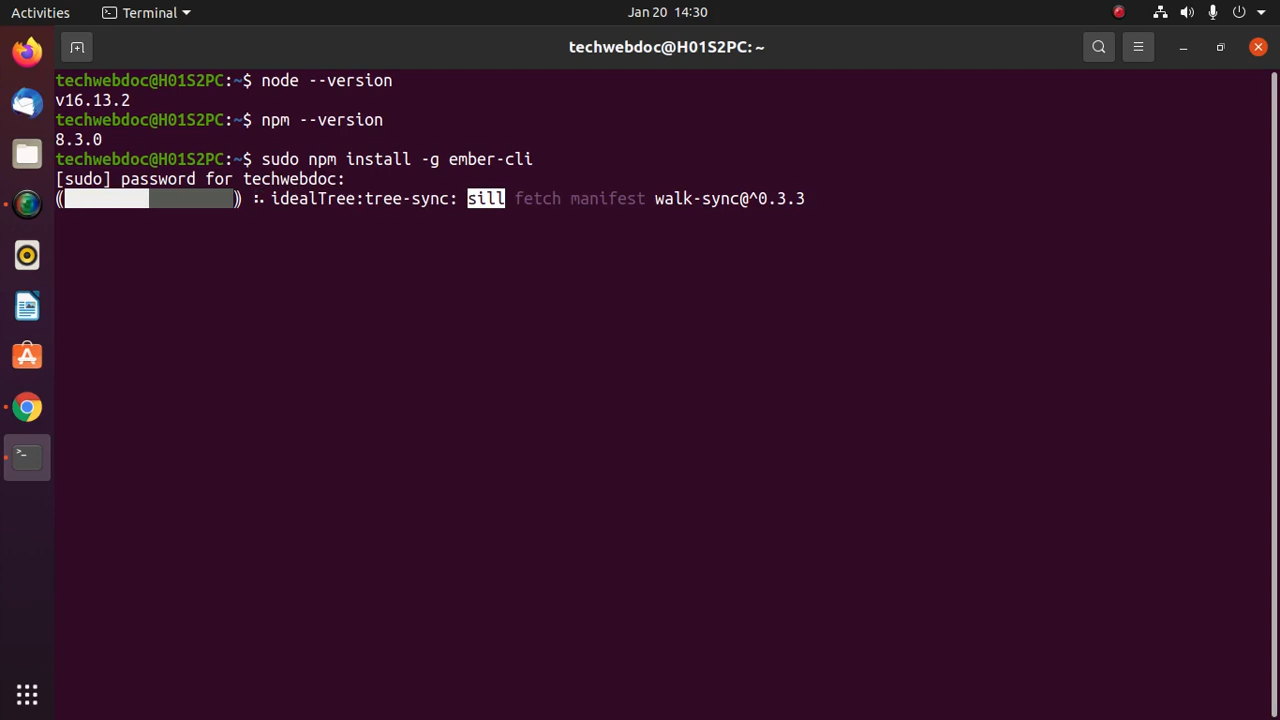 Activities
Terminal
Jan 20 14:30
techwebdoc@H01S2PC: ~
techwebdoc@H01S2PC:~$ node --version
v16.13.2
techwebdoc@H01S2PC:~$ npm --version
8.3.0
techwebdoc@H01S2PC:~$ sudo npm install -g ember-cli
[sudo] password for techwebdoc:
⸨          ⸩ ⠦ idealTree:tree-sync: sill fetch manifest walk-sync@^0.3.3